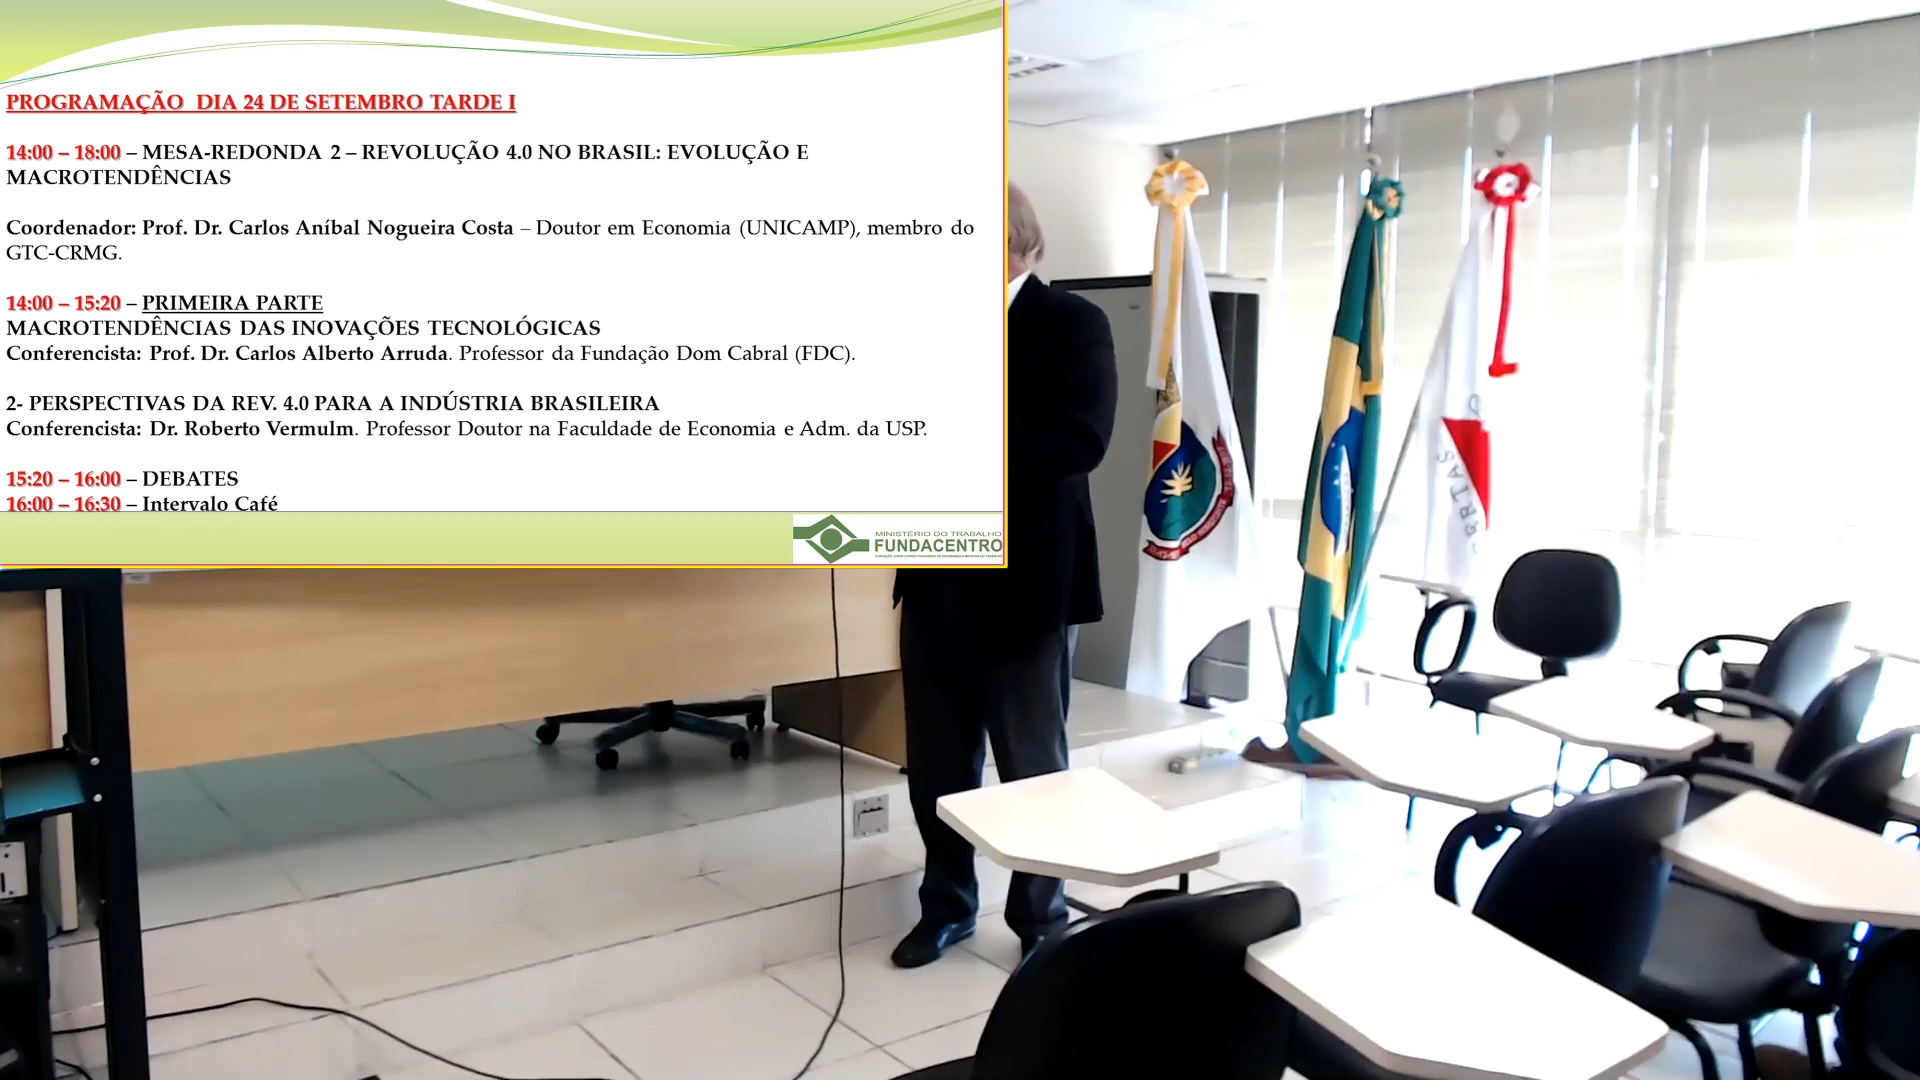 PROGRAMAÇÃO DIA 24 DE SETEMBRO TARDE I
14:00 – 18:00 – MESA-REDONDA 2 – REVOLUÇÃO 4.0 NO BRASIL: EVOLUÇÃO E
MACROTENDÊNCIAS
Coordenador: Prof. Dr. Carlos Aníbal Nogueira Costa – Doutor em Economia (UNICAMP), membro do
GTC-CRMG.
14:00 – 15:20 – PRIMEIRA PARTE
MACROTENDÊNCIAS DAS INOVAÇÕES TECNOLÓGICAS
Conferencista: Prof. Dr. Carlos Alberto Arruda. Professor da Fundação Dom Cabral (FDC).
2- PERSPECTIVAS DA REV. 4.0 PARA A INDÚSTRIA BRASILEIRA
Conferencista: Dr. Roberto Vermulm. Professor Doutor na Faculdade de Economia e Adm. da USP.
15:20 – 16:00 – DEBATES
16:00 – 16:30 – Intervalo Café
MINISTÉRIO DO TRABALHO
FUNDACENTRO